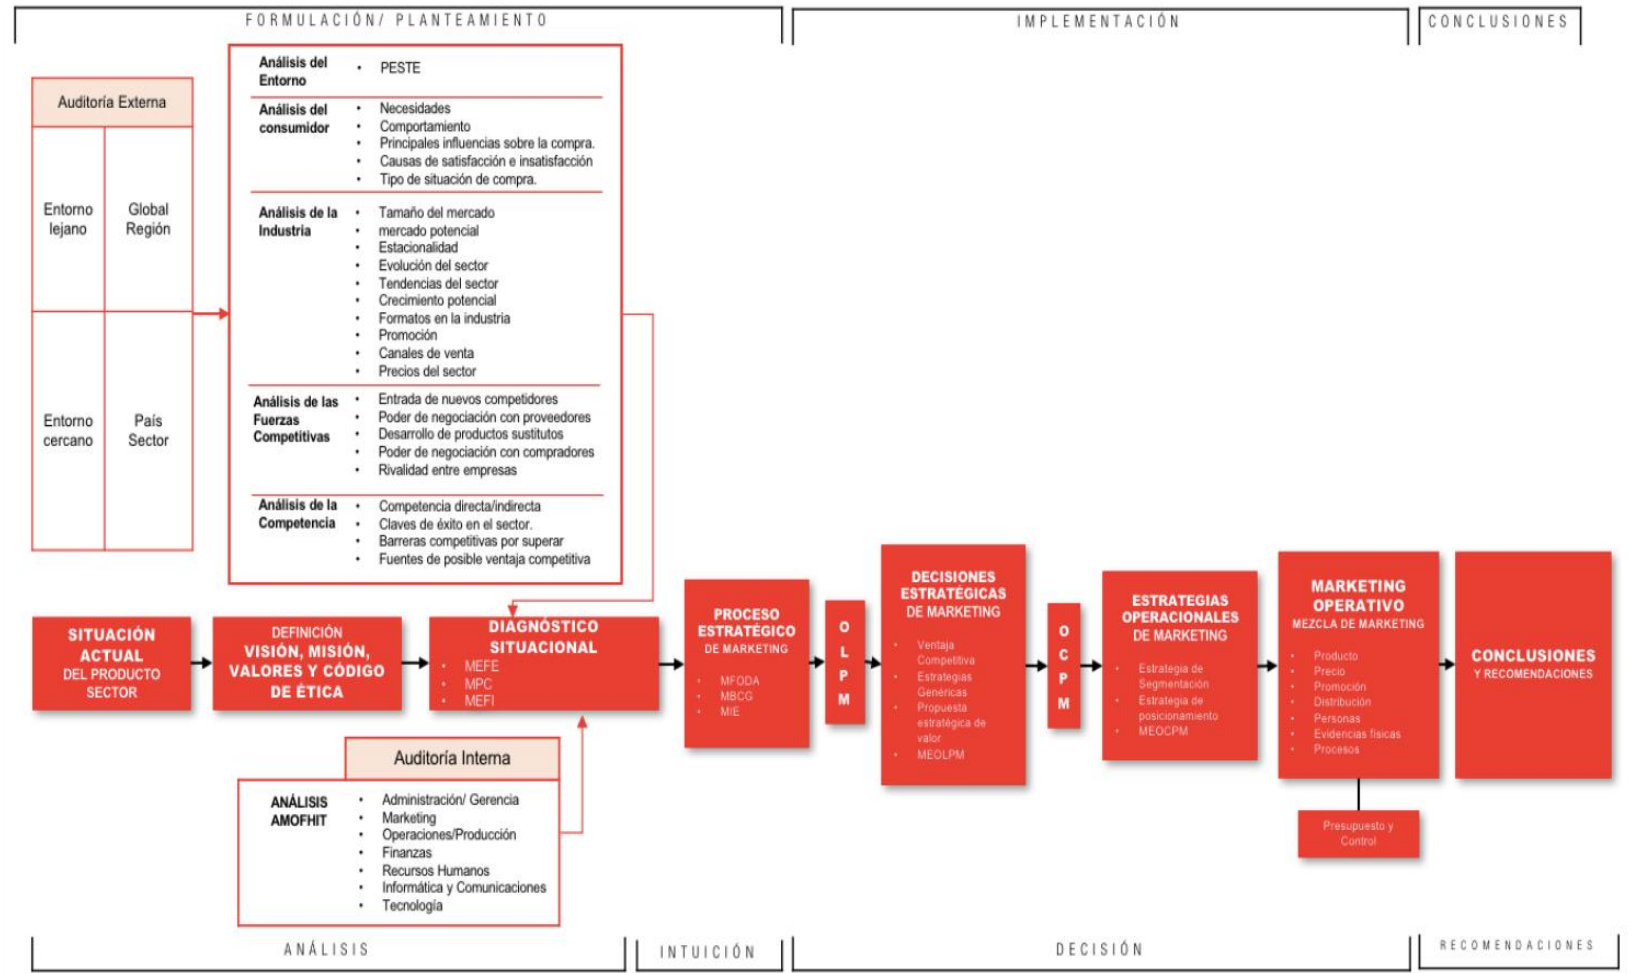 FORMULACIÓN/ PLANTEAMIENTO
IMPLEMENTACIÓN
CONCLUSIONES
Auditoría Externa
Entorno
lejano
Global
Región
Entorno
cercano
País
Sector
Análisis del
Entorno
• PESTE
Análisis del
consumidor
• Necesidades
• Comportamiento
• Principales influencias sobre la compra.
• Causas de satisfacción e insatisfacción
• Tipo de situación de compra.
Análisis de la
Industria
• Tamaño del mercado
• mercado potencial
• Estacionalidad
• Evolución del sector
• Tendencias del sector
• Crecimiento potencial
• Formatos en la industria
• Promoción
• Canales de venta
• Precios del sector
Análisis de las
Fuerzas
Competitivas
• Entrada de nuevos competidores
• Poder de negociación con proveedores
• Desarrollo de productos sustitutos
• Poder de negociación con compradores
• Rivalidad entre empresas
Análisis de la
Competencia
• Competencia directa/indirecta
• Claves de éxito en el sector.
• Barreras competitivas por superar
• Fuentes de posible ventaja competitiva
SITUACIÓN
ACTUAL
DEL PRODUCTO
SECTOR
DEFINICIÓN
VISIÓN, MISIÓN,
VALORES Y CÓDIGO
DE ÉTICA
DIAGNÓSTICO
SITUACIONAL
• MEFE
• MPC
• MEFI
Auditoría Interna
ANÁLISIS
AMOFHIT
• Administración/ Gerencia
• Marketing
• Operaciones/Producción
• Finanzas
• Recursos Humanos
• Informática y Comunicaciones
• Tecnología
PROCESO
ESTRATÉGICO
DE MARKETING
• MFODA
• MBCG
• MIE
O
L
P
M
DECISIONES
ESTRATÉGICAS
DE MARKETING
• Ventaja
Competitiva
• Estrategias
Genéricas
• Propuesta
estratégica de
valor
• MEOLPM
O
C
P
M
ESTRATEGIAS
OPERACIONALES
DE MARKETING
• Estrategia de
Segmentación
• Estrategia de
posicionamiento
• MEOCPM
MARKETING
OPERATIVO
MEZCLA DE MARKETING
• Producto
• Precio
• Promoción
• Distribución
• Personas
• Evidencias físicas
• Procesos
Presupuesto y
Control
CONCLUSIONES
Y RECOMENDACIONES
ANÁLISIS
INTUICIÓN
DECISIÓN
RECOMENDACIONES